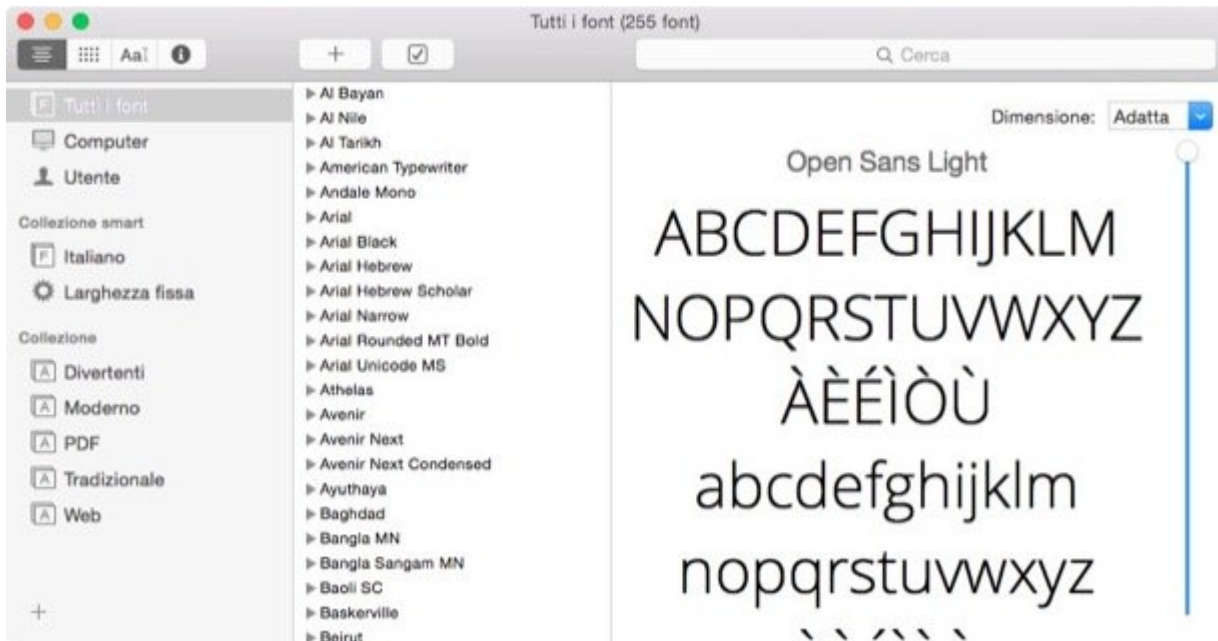 Tutti i font (255 font)
AaI
Cerca
Tutti i font
Computer
Utente
Collezione smart
Italiano
Larghezza fissa
Collezione
Divertenti
Moderno
PDF
Tradizionale
Web
Al Bayan
Al Nile
Al Tarikh
American Typewriter
Andale Mono
Arial
Arial Black
Arial Hebrew
Arial Hebrew Scholar
Arial Narrow
Arial Rounded MT Bold
Arial Unicode MS
Athelas
Avenir
Avenir Next
Avenir Next Condensed
Ayuthaya
Baghdad
Bangla MN
Bangla Sangam MN
Baoli SC
Baskerville
Beirut
Dimensione: Adatta
Open Sans Light
ABCDEFGHIJKLM
NOPQRSTUVWXYZ
ÀÈÉÌÒÙ
abcdefghijklm
nopqrstuvwxyz